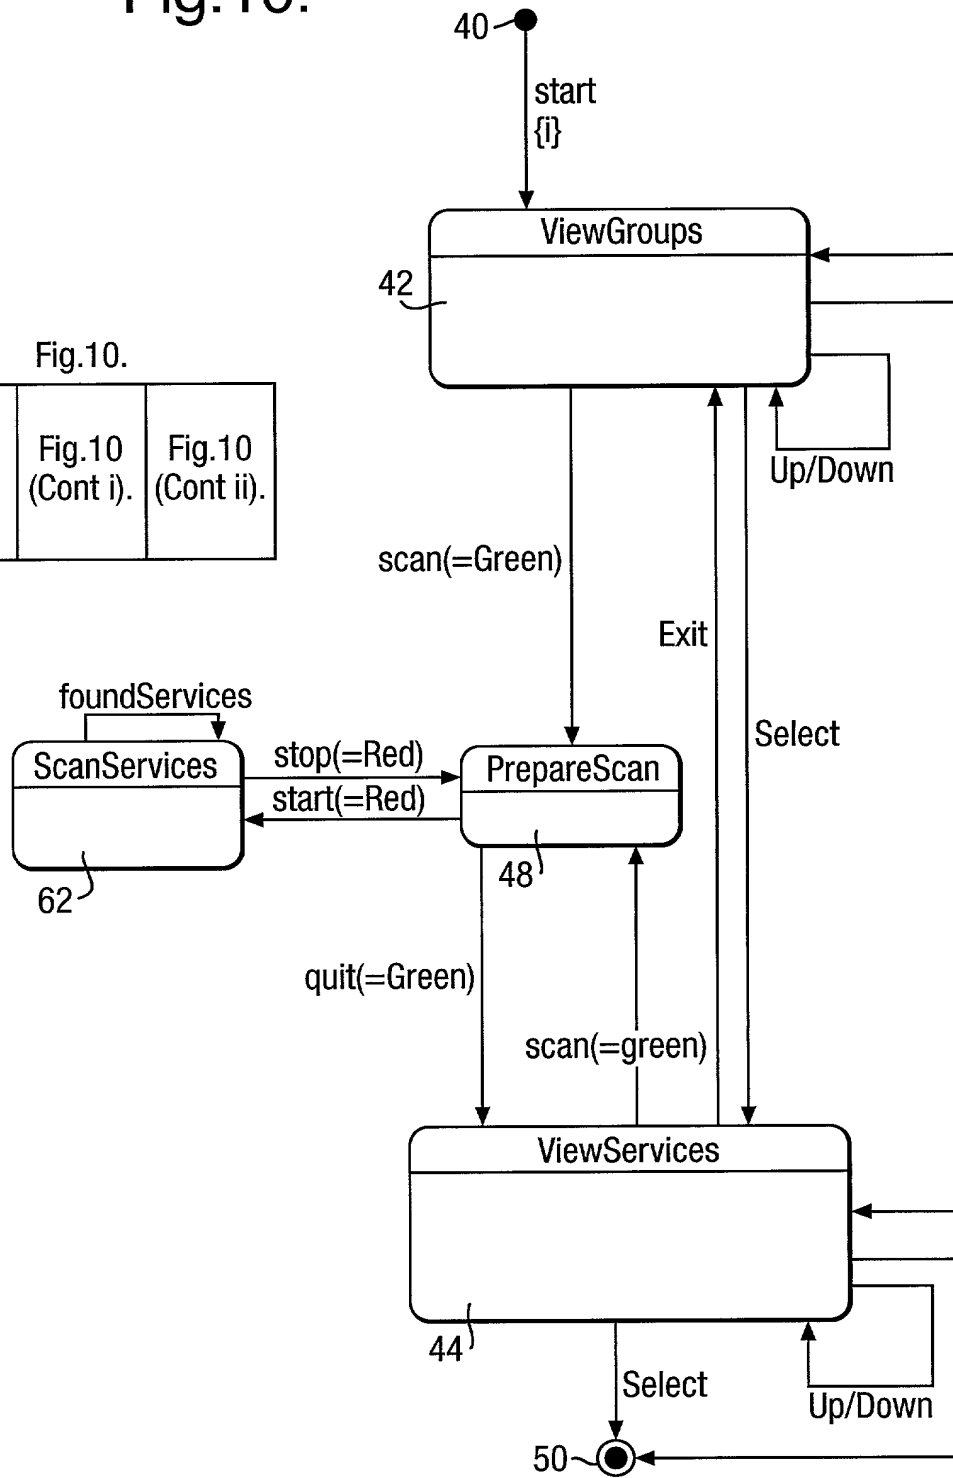 Fig.10.
40
start
{i}
ViewGroups
42
Fig.10.
Fig.10
(Cont i).
Fig.10
(Cont ii).
Up/Down
scan(=Green)
Exit
foundServices
Select
ScanServices
stop(=Red)
PrepareScan
start(=Red)
48
62
quit(=Green)
scan(=green)
ViewServices
44
Select
Up/Down
50